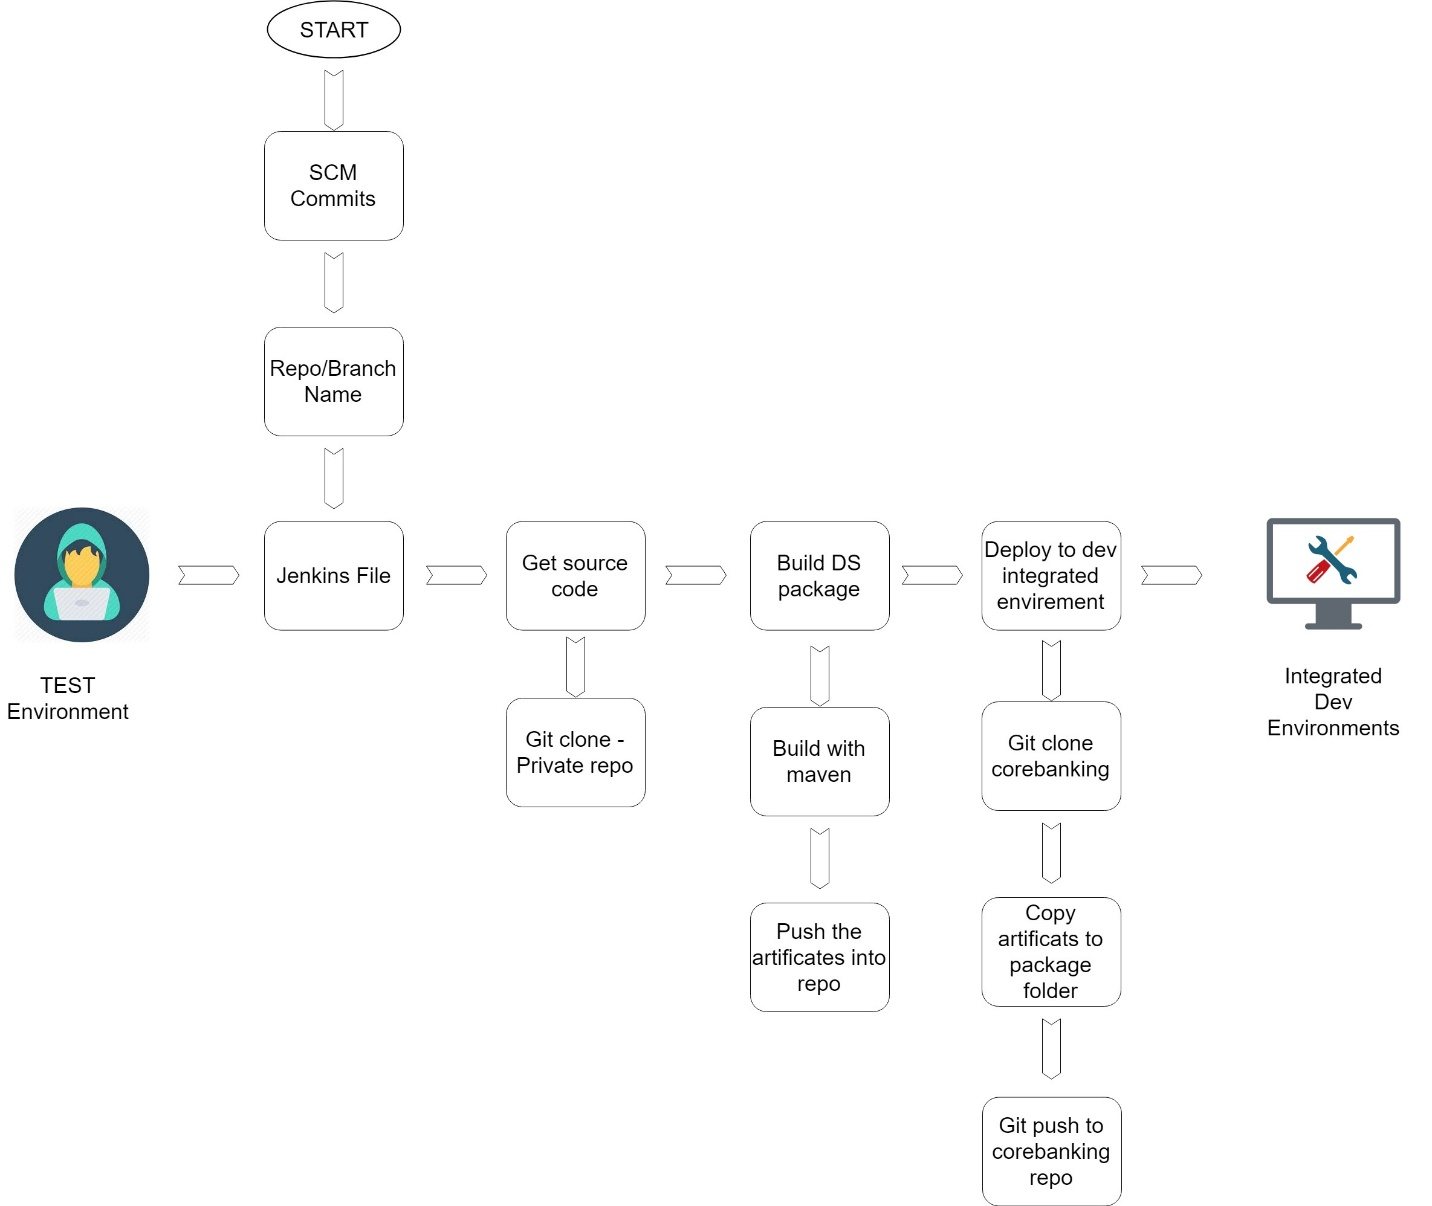 START
SCM
Commits
Repo/Branch
Name
TEST
Environment
Jenkins File
Get source
code
Git clone -
Private repo
Build DS
package
Build with
maven
Push the
artificates into
repo
Deploy to dev
integrated
envirement
Git clone
corebanking
Copy
artificats to
package
folder
Git push to
corebanking
repo
Integrated
Dev
Environments